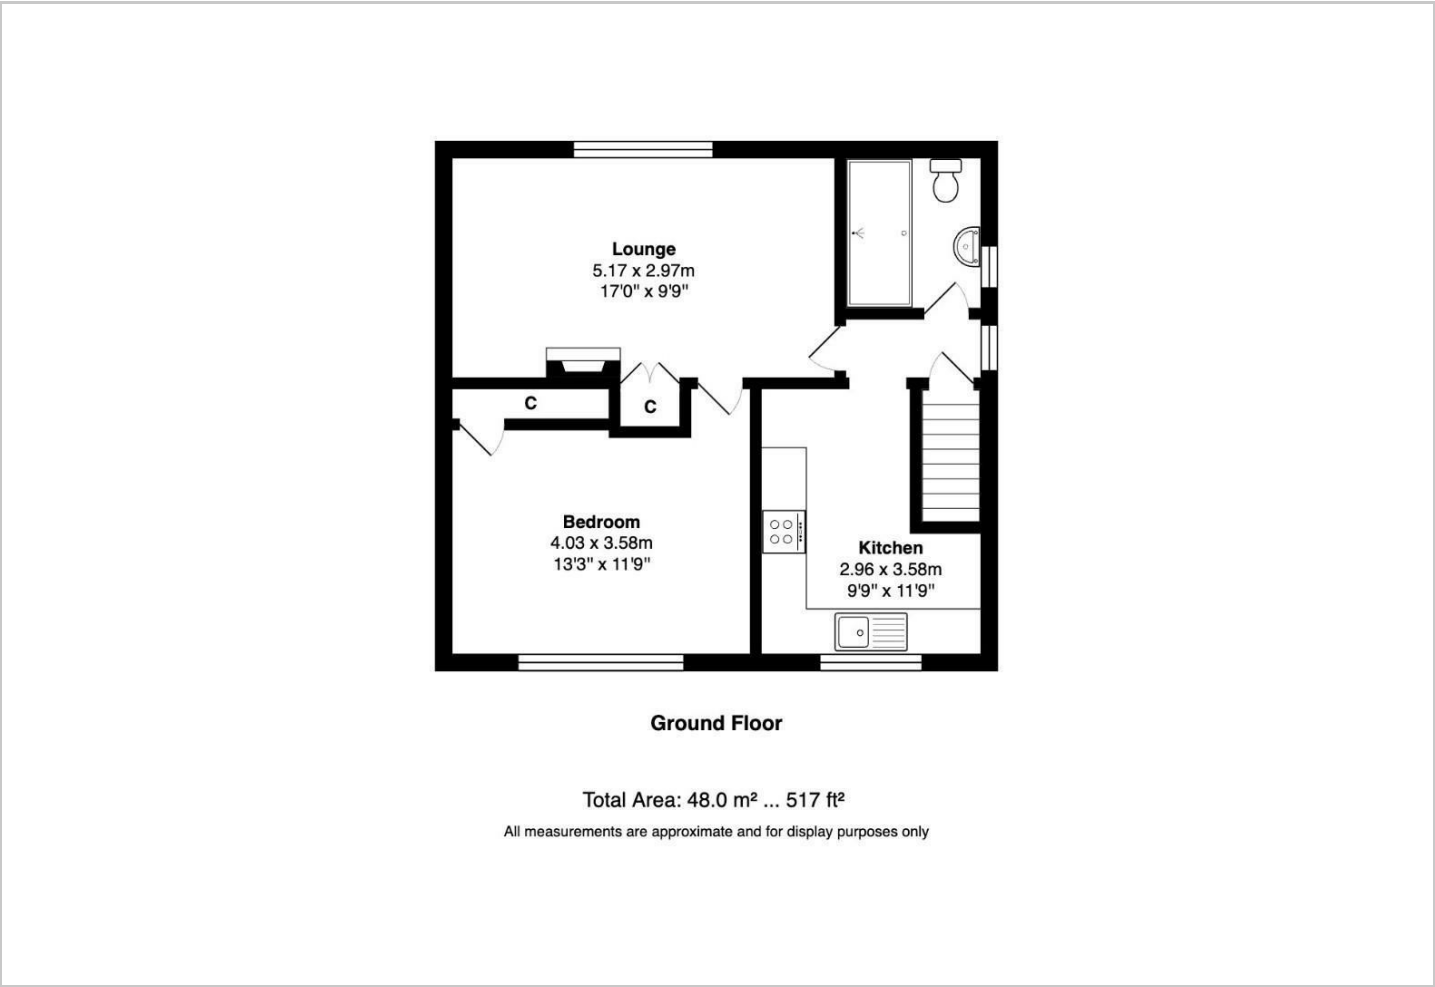 Lounge
5.17 x 2.97m
17'0" x 9'9"
C
C
Bedroom
4.03 x 3.58m
13'3" x 11'9"
Kitchen
2.96 x 3.58m
9'9" x 11'9"
Ground Floor
Total Area: 48.0 m² ... 517 ft²
All measurements are approximate and for display purposes only